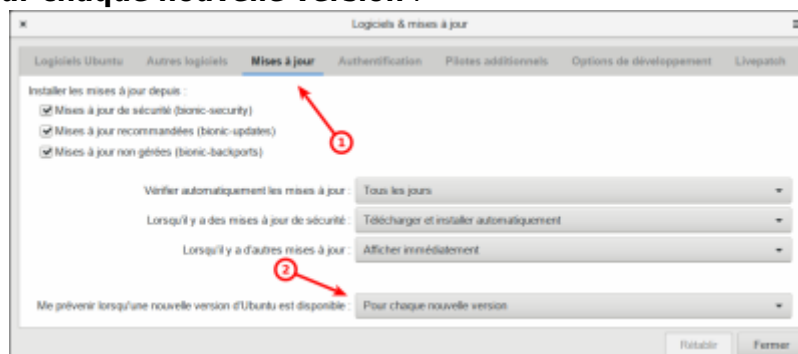 ur chaque nouvelle version .
Logiciels & mises à jour
Logiciels Ubuntu Autres logiciels Mises à jour Authentification Pilotes additionnels Options de développement Livepatch
Installer les mises à jour depuis :
Mises à jour de sécurité (bionic-security)
Mises à jour recommandées (bionic-updates)
Mises à jour non gérées (bionic-backports)
1
Vérifier automatiquement les mises à jour : Tous les jours
Lorsqu'il y a des mises à jour de sécurité : Télécharger et installer automatiquement
Lorsqu'il y a d'autres mises à jour : Afficher immédiatement
2
Me prévenir lorsqu'une nouvelle version d'Ubuntu est disponible : Pour chaque nouvelle version
Rétablir Fermer